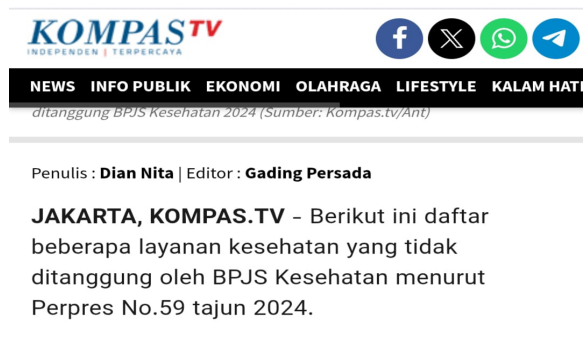 KOMPASTV
INDEPENDEN | TERPERCAYA
NEWS INFO PUBLIK EKONOMI OLAHRAGA LIFESTYLE KALAM HATI
ditanggung BPJS Kesehatan 2024 (Sumber: Kompas.tv/Ant)
Penulis : Dian Nita | Editor : Gading Persada
JAKARTA, KOMPAS.TV – Berikut ini daftar
beberapa layanan kesehatan yang tidak
ditanggung oleh BPJS Kesehatan menurut
Perpres No.59 tajun 2024.